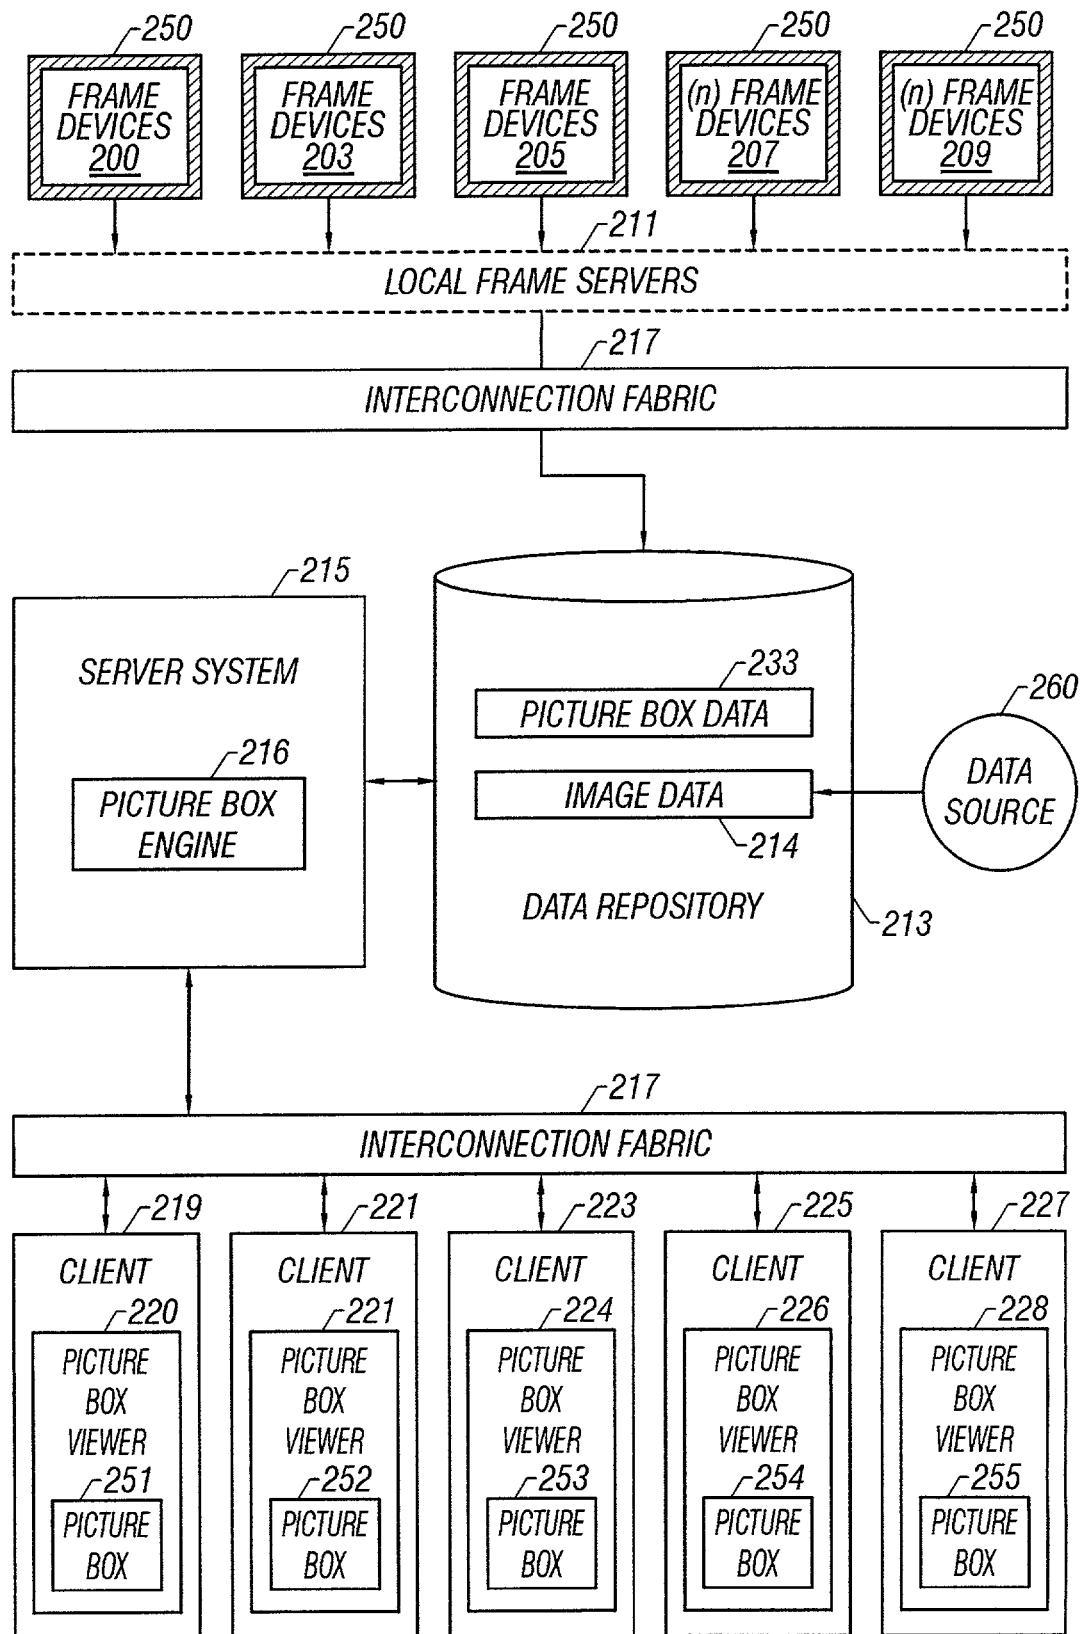 250 250 250 250 250
FRAME DEVICES 200
FRAME DEVICES 203
FRAME DEVICES 205
(n) FRAME DEVICES 207
(n) FRAME DEVICES 209
211
LOCAL FRAME SERVERS
217
INTERCONNECTION FABRIC
215
SERVER SYSTEM
216
PICTURE BOX
ENGINE
233
PICTURE BOX DATA
IMAGE DATA
214
DATA REPOSITORY
213
260
DATA
SOURCE
217
INTERCONNECTION FABRIC
219
CLIENT
220
PICTURE
BOX
VIEWER
251
PICTURE
BOX
221
CLIENT
221
PICTURE
BOX
VIEWER
252
PICTURE
BOX
223
CLIENT
224
PICTURE
BOX
VIEWER
253
PICTURE
BOX
225
CLIENT
226
PICTURE
BOX
VIEWER
254
PICTURE
BOX
227
CLIENT
228
PICTURE
BOX
VIEWER
255
PICTURE
BOX